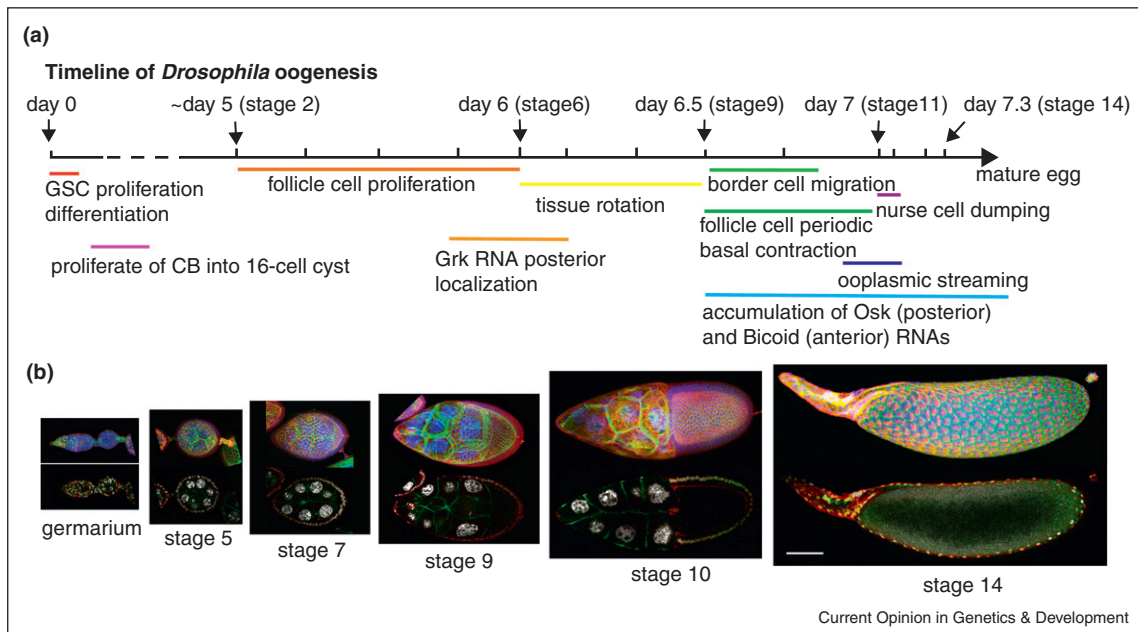 (a)
Timeline of Drosophila oogenesis
day 0
~day 5 (stage 2)
day 6 (stage6)
day 6.5 (stage9)
day 7 (stage11)
day 7.3 (stage 14)
mature egg
GSC proliferation
differentiation
follicle cell proliferation
tissue rotation
border cell migration
nurse cell dumping
proliferate of CB into 16-cell cyst
Grk RNA posterior
localization
follicle cell periodic
basal contraction
ooplasmic streaming
accumulation of Osk (posterior)
and Bicoid (anterior) RNAs
(b)
germarium
stage 5
stage 7
stage 9
stage 10
stage 14
Current Opinion in Genetics & Development